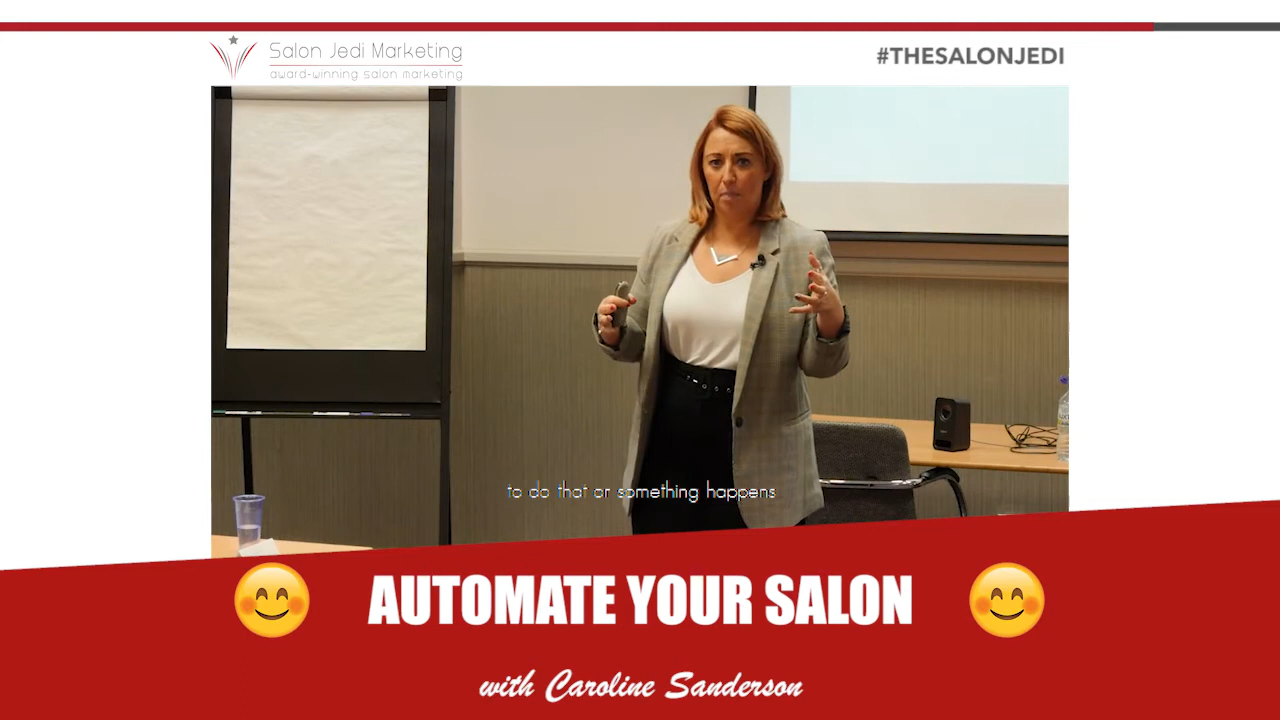 Salon Jedi Marketing
award-winning salon marketing
#THESALONJEDI
to do that or something happens
AUTOMATE YOUR SALON
with Caroline Sanderson